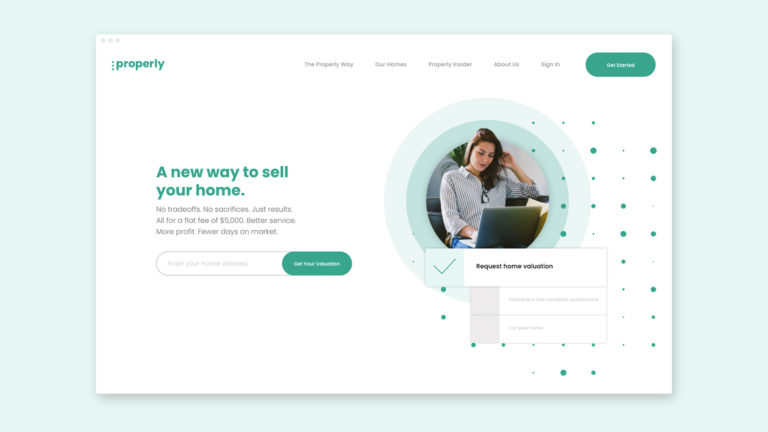 properly
The Properly Way
Our Homes
Properly Insider
About Us
Sign in
Get Started
A new way to sell
your home.
No tradeoffs. No sacrifices. Just results.
All for a flat fee of $5,000. Better service.
More profit. Fewer days on market.
Enter your home address
Get Your Valuation
Request home valuation
Schedule a free condition assessment
List your home